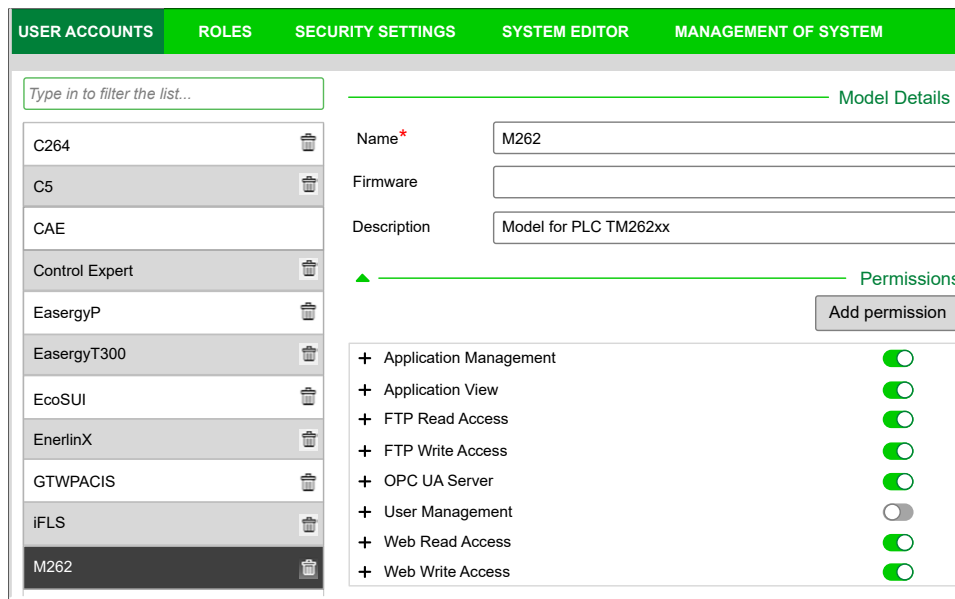 USER ACCOUNTS ROLES SECURITY SETTINGS SYSTEM EDITOR MANAGEMENT OF SYSTEM
Type in to filter the list...
C264
C5
CAE
Control Expert
EasergyP
EasergyT300
EcoSUI
EnerlinX
GTWPACIS
iFLS
M262
Model Details
Name* M262
Firmware
Description Model for PLC TM262xx
Permissions
Add permission
Application Management
Application View
FTP Read Access
FTP Write Access
OPC UA Server
User Management
Web Read Access
Web Write Access